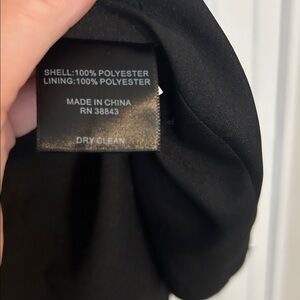 SHELL:100% POLYESTER
LINING:100% POLYESTER
MADE IN CHINA
RN 38843
DRY CLEAN